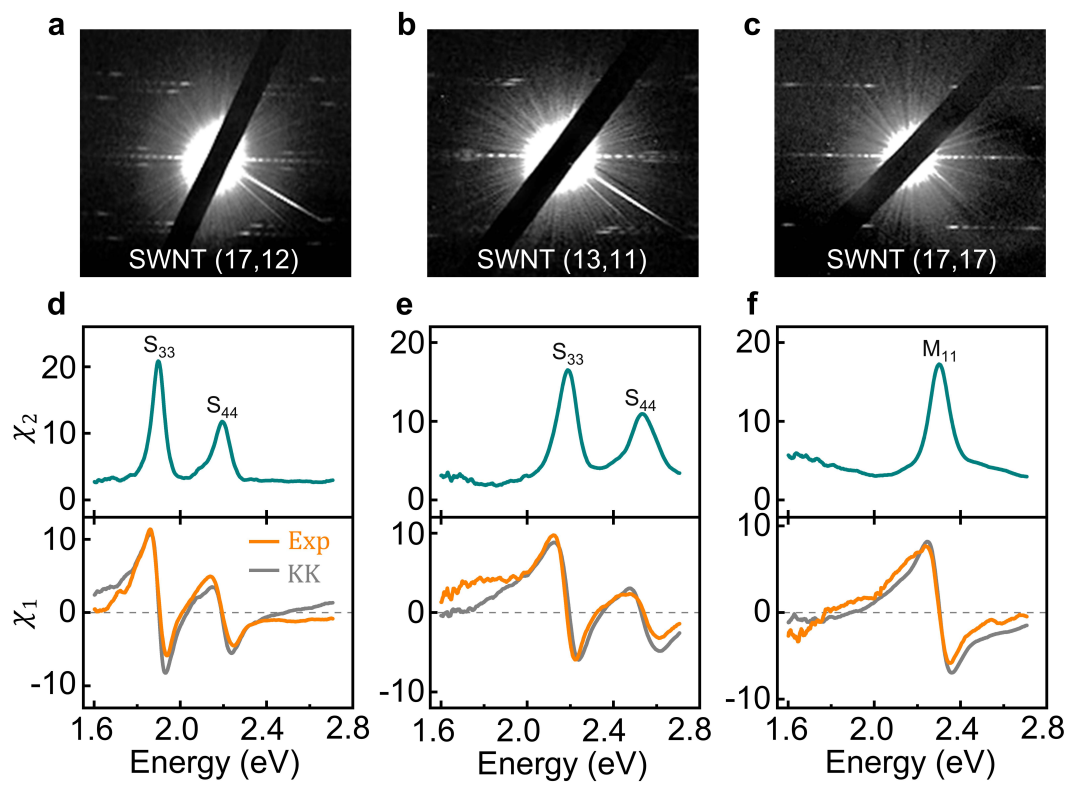 a
b
c
SWNT (17,12)
SWNT (13,11)
SWNT (17,17)
d
e
f
S33
S44
S33
S44
M11
χ2
20
10
0
20
10
0
20
10
0
Exp
KK
χ1
10
0
-10
10
0
-10
10
0
-10
1.6 2.0 2.4 2.8
1.6 2.0 2.4 2.8
1.6 2.0 2.4 2.8
Energy (eV)
Energy (eV)
Energy (eV)